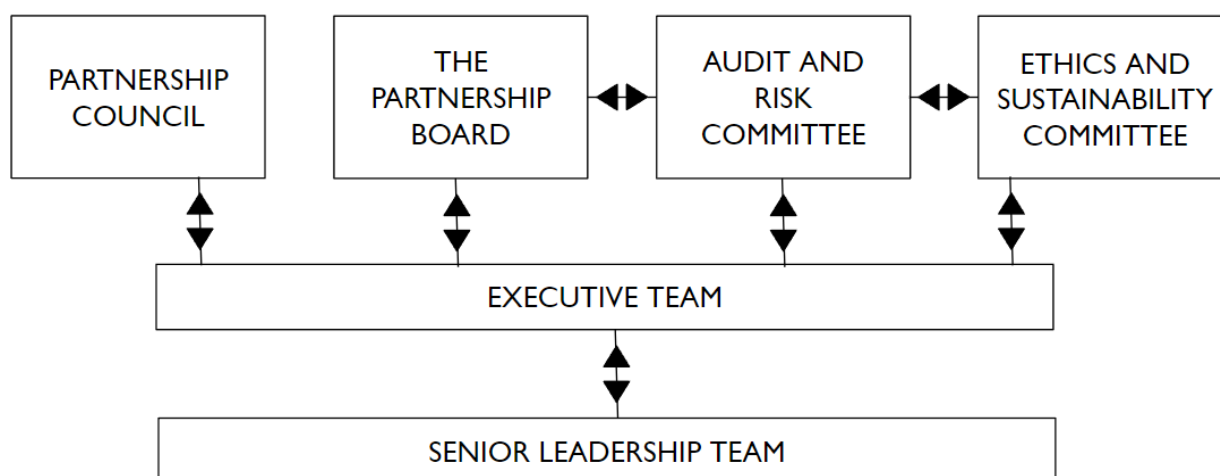 PARTNERSHIP
COUNCIL
THE
PARTNERSHIP
BOARD
AUDIT AND
RISK
COMMITTEE
ETHICS AND
SUSTAINABILITY
COMMITTEE
EXECUTIVE TEAM
SENIOR LEADERSHIP TEAM